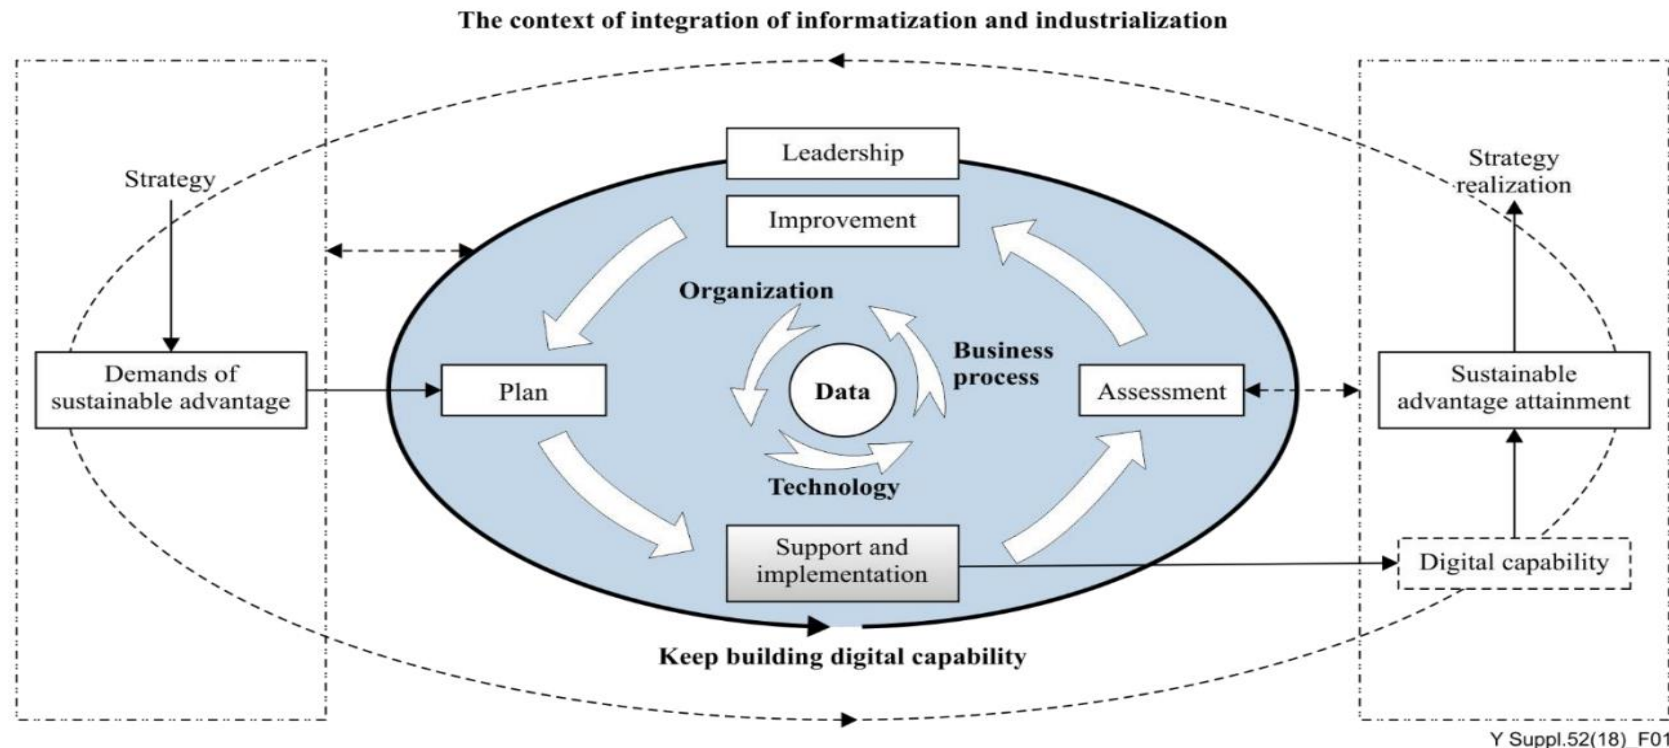 The context of integration of informatization and industrialization
Strategy
Demands of
sustainable advantage
Leadership
Improvement
Organization
Plan
Data
Business
process
Assessment
Technology
Support and
implementation
Keep building digital capability
Strategy
realization
Sustainable
advantage attainment
Digital capability
Y Suppl.52(18)_F01